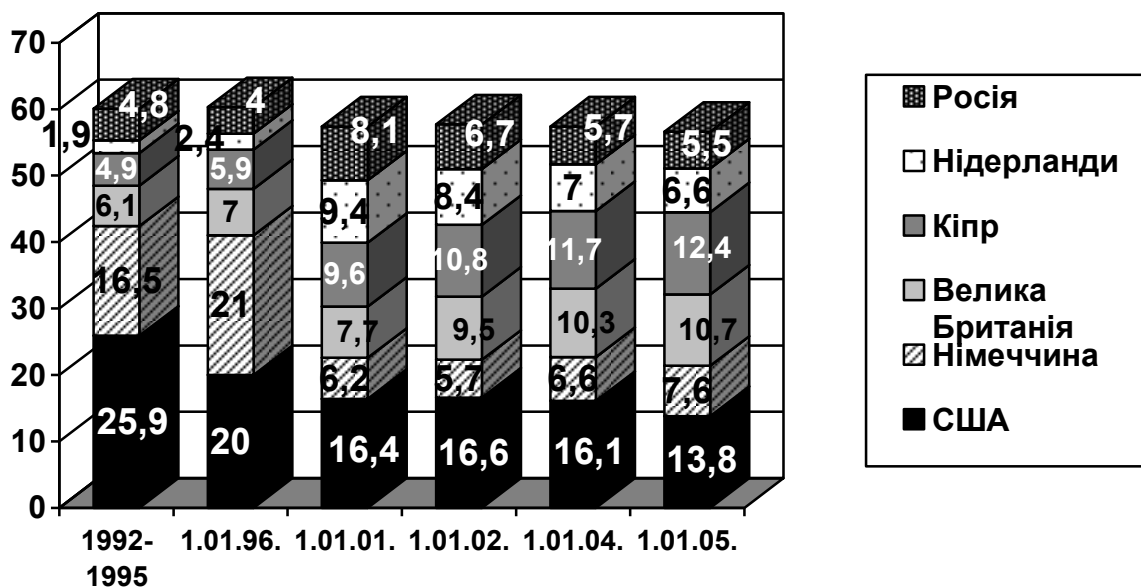 70
60
50
40
30
20
10
0
4,8 4 8,1 6,7 5,7 5,5
1,9 2,4 9,4 8,4 7 6,6
4,9 5,9 9,6 10,8 11,7 12,4
6,1 7 7,7 9,5 10,3 10,7
16,5 21 6,2 5,7 6,6 7,6
25,9 20 16,4 16,6 16,1 13,8
1992- 1.01.96. 1.01.01. 1.01.02. 1.01.04. 1.01.05.
1995
Росія
Нідерланди
Кіпр
Велика
Британія
Німеччина
США